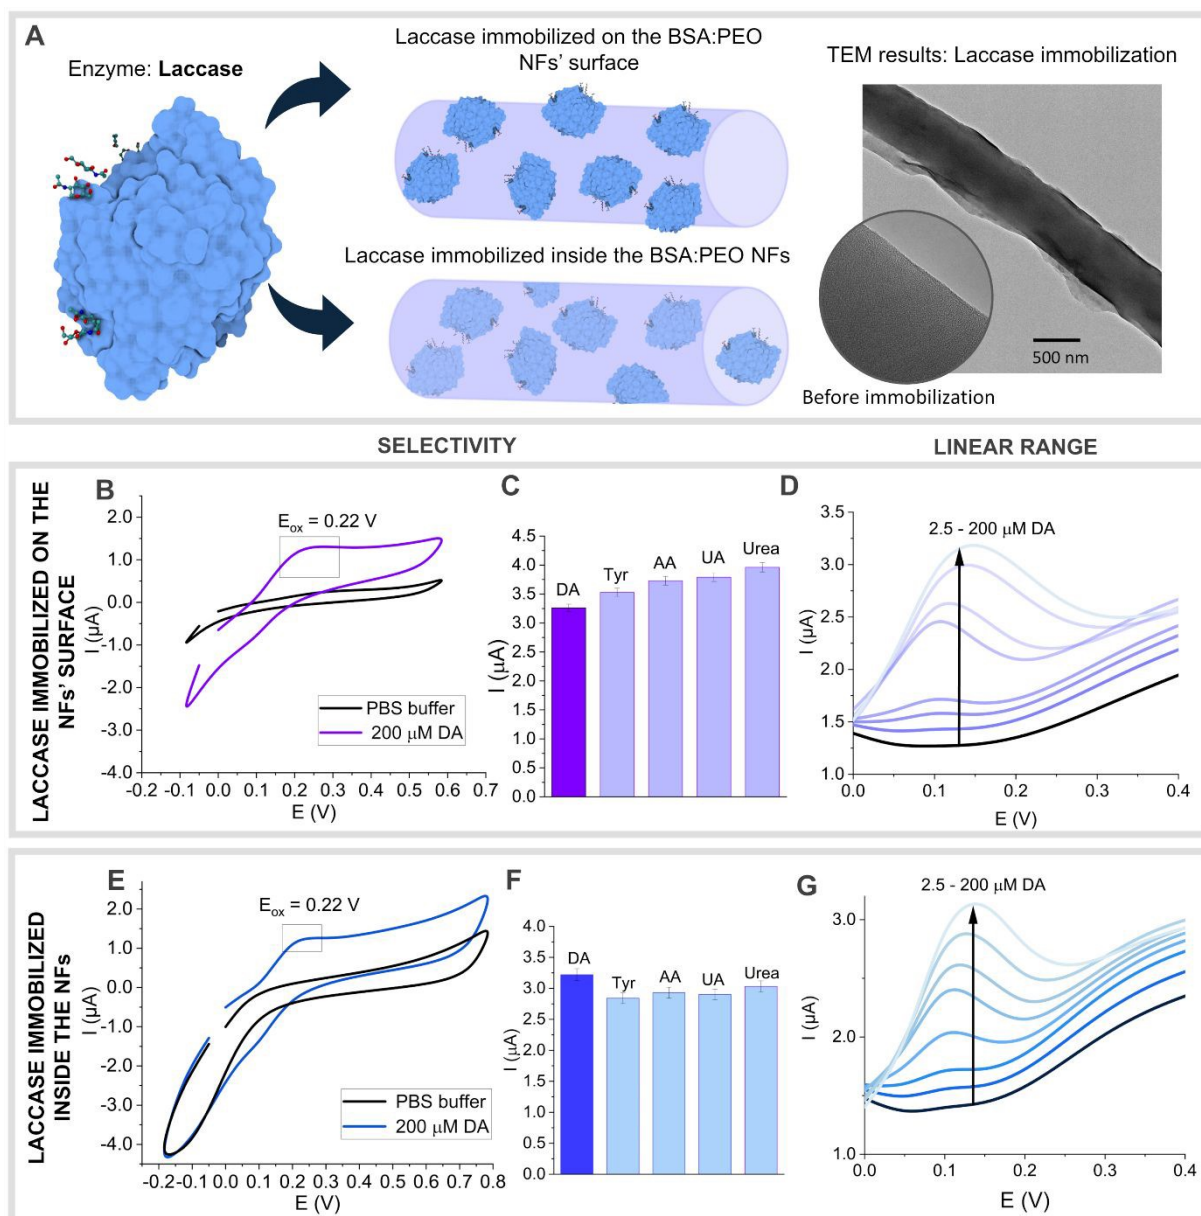 A
Enzyme: Laccase
Laccase immobilized on the BSA:PEO
NFs' surface
Laccase immobilized inside the BSA:PEO NFs
TEM results: Laccase immobilization
500 nm
Before immobilization
SELECTIVITY
LINEAR RANGE
LACCASE IMMOBILIZED ON THE
NFs' SURFACE
B
Eox = 0.22 V
2.0
1.0
0.0
-1.0
-2.0
-3.0
-4.0
I (μA)
PBS buffer
200 μM DA
-0.2 -0.1 0.0 0.1 0.2 0.3 0.4 0.5 0.6 0.7
E (V)
C
4.5
4.0
3.5
3.0
2.5
2.0
1.5
1.0
0.5
0.0
I (μA)
DA
Tyr
AA
UA
Urea
D
2.5 - 200 μM DA
3.5
3.0
2.5
2.0
1.5
1.0
I (μA)
0.0 0.1 0.2 0.3 0.4
E (V)
LACCASE IMMOBILIZED
INSIDE THE NFs
E
Eox = 0.22 V
2.0
1.0
0.0
-1.0
-2.0
-3.0
-4.0
I (μA)
PBS buffer
200 μM DA
-0.2 -0.1 0.0 0.1 0.2 0.3 0.4 0.5 0.6 0.7 0.8
E (V)
F
4.0
3.5
3.0
2.5
2.0
1.5
1.0
0.5
0.0
I (μA)
DA
Tyr
AA
UA
Urea
G
2.5 - 200 μM DA
3.0
2.0
1.0
I (μA)
0.0 0.1 0.2 0.3 0.4
E (V)